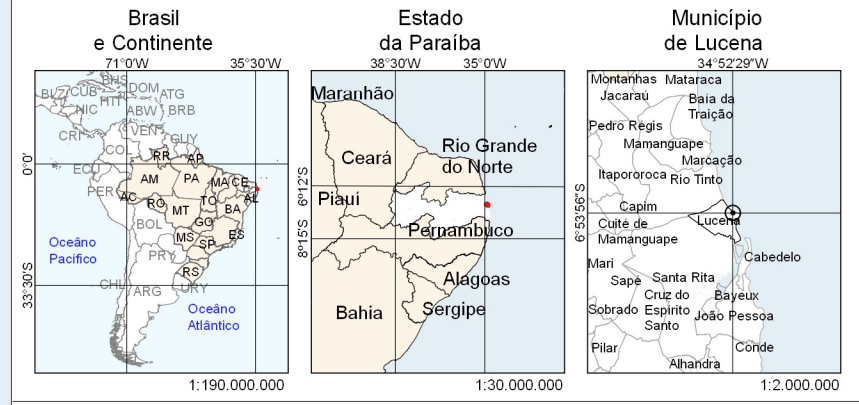 Brasil
e Continente
71°0'W
35°30'W
BHS
BLZ
CUB
DOM
ATG
HTI
NIC
ABW
BRB
CRI
VEN
GUY
COL
RR
AP
0°0'
ECU
AM
PA
MA
CE
PER
AC
RO
TO
AL
MT
BA
BOL
GO
MS
ES
SP
Oceâno
Pacífico
PRY
RS
33°30'S
CHL
ARG
URY
Oceâno
Atlântico
1:190.000.000
Estado
da Paraíba
38°30'W
35°0'W
Maranhão
Ceará
Rio Grande
do Norte
6°12'S
Piauí
8°15'S
Pernambuco
Alagoas
Bahia
Sergipe
1:30.000.000
Município
de Lucena
34°52'29"W
Montanhas
Mataraca
Jacaraú
Baía da
Traição
Pedro Régis
Mamanguape
Marcação
Itapororoca
Rio Tinto
6°53'56"S
Capim
Lucena
Cuité de
Mamanguape
Cabedelo
Mari
Sapé
Santa Rita
Cruz do
Espirito
Santo
Bayeux
Sobrado
João Pessoa
Pilar
Conde
Alhandra
1:2.000.000